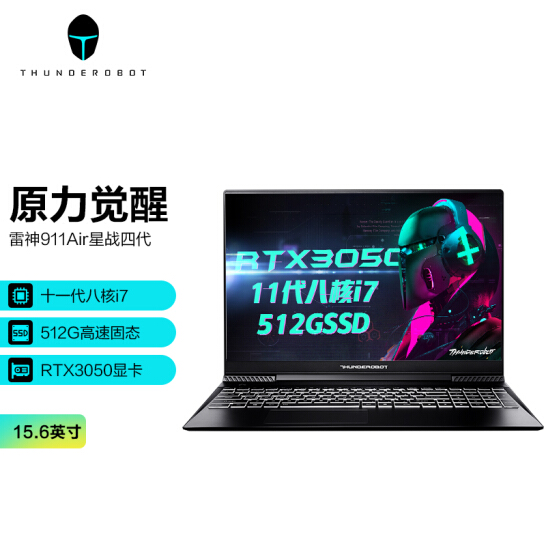 THUNDEROBOT
原力觉醒
雷神911Air星战四代
十一代八核i7
SSD
512G高速固态
RTX3050显卡
15.6英寸
RTX3050
11代八核i7
512GSSD
THUNDEROBOT
THUNDEROBOT